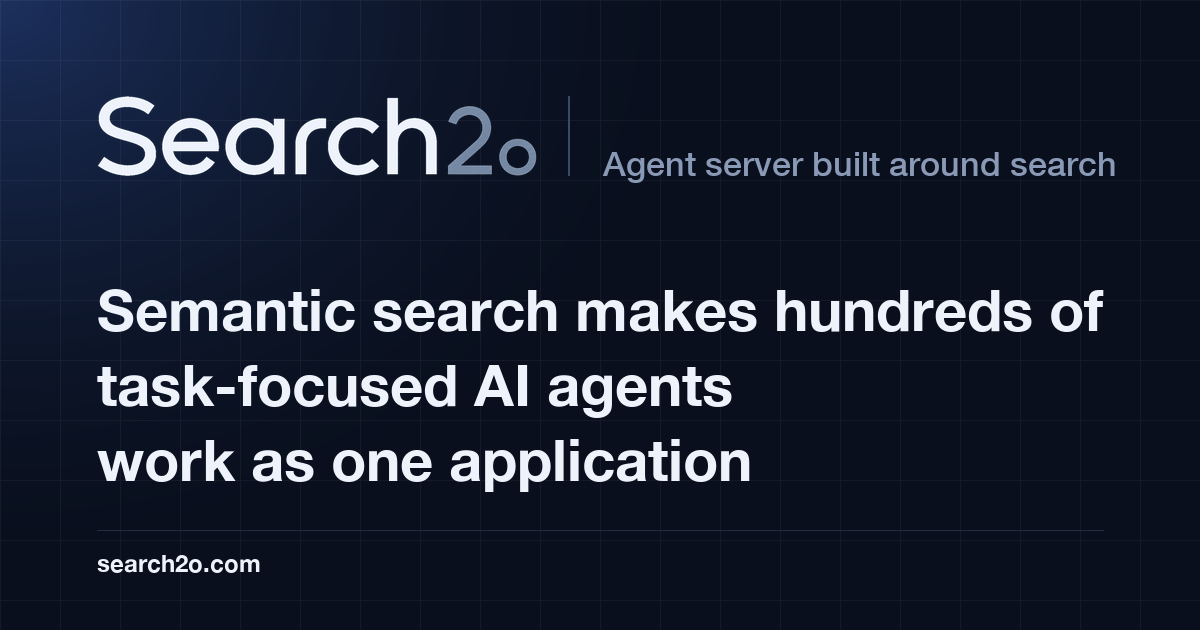 Search2o
Agent server built around search
Semantic search makes hundreds of
task-focused AI agents
work as one application
search2o.com